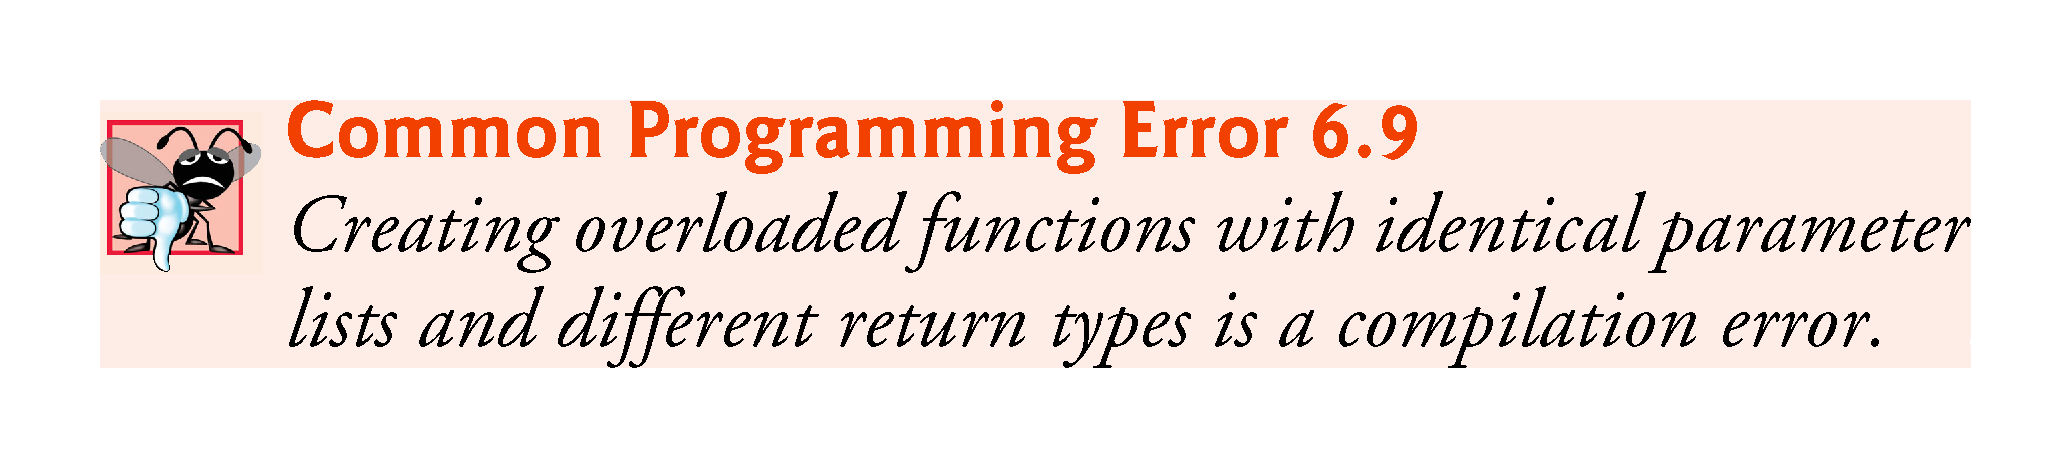 Common Programming Error 6.9
Creating overloaded functions with identical parameter
lists and different return types is a compilation error.